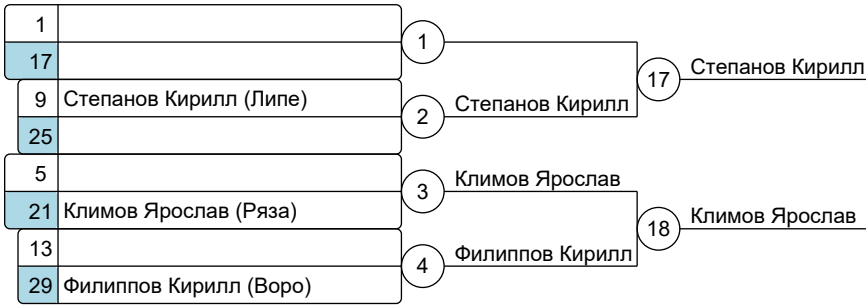 1
17
9 Степанов Кирилл (Липе)
25
5
21 Климов Ярослав (Ряза)
13
29 Филиппов Кирилл (Воро)
1
2 Степанов Кирилл
3 Климов Ярослав
4 Филиппов Кирилл
17 Степанов Кирилл
18 Климов Ярослав